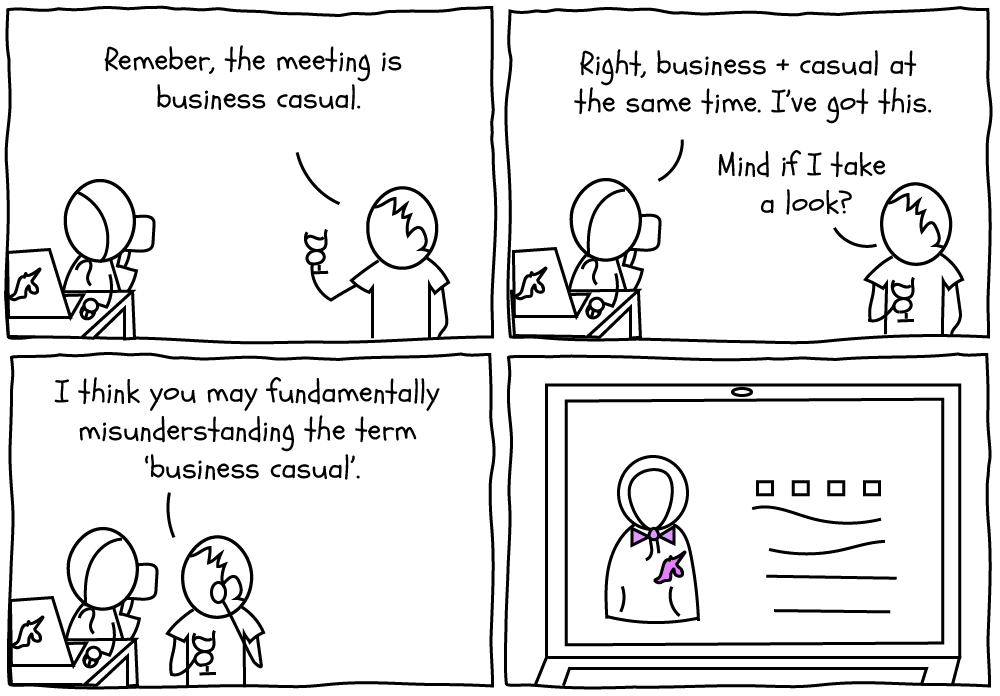 Remeber, the meeting is
business casual.
Right, business + casual at
the same time. I've got this.
Mind if I take
a look?
I think you may fundamentally
misunderstanding the term
'business casual'.